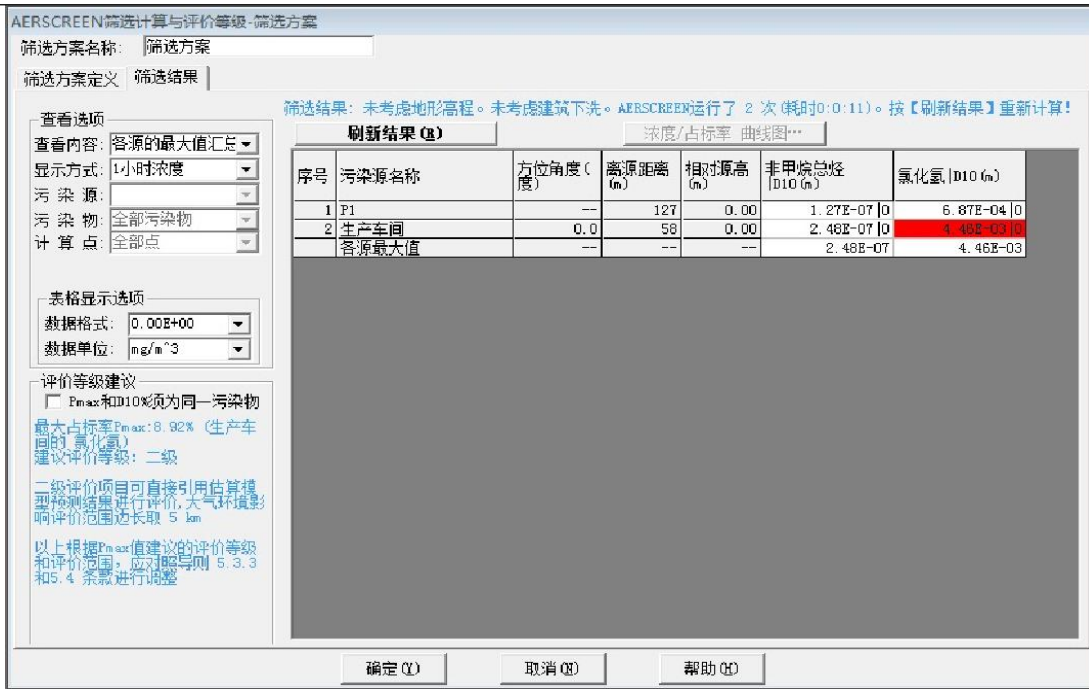 AERSCREEN筛选计算与评价等级-筛选方案
筛选方案名称: 筛选方案
筛选方案定义 筛选结果
筛选结果: 未考虑地形高程。未考虑建筑下洗。AERSCREEN运行了 2 次(耗时0:0:11)。按【刷新结果】重新计算!
刷新结果(R) 浓度/占标率 曲线图…
查看选项
查看内容: 各源的最大值汇总
显示方式: 1小时浓度
污 染 源:
污 染 物: 全部污染物
计 算 点: 全部点
表格显示选项
数据格式: 0.00E+00
数据单位: mg/m^3
评价等级建议
Pmax和D10%须为同一污染物
最大占标率Pmax:8.92% (生产车
间的 氯化氢)
建议评价等级: 二级
二级评价项目可直接引用估算模
型预测结果进行评价,大气环境影
响评价范围边长取 5 km
以上根据Pmax值建议的评价等级
和评价范围,应对照导则 5.3.3
和5.4 条款进行调整
序号 污染源名称 方位角度(度) 离源距离(m) 相对源高(m) 非甲烷总烃|D10(m) 氯化氢|D10(m)
1 P1 -- 127 0.00 1.27E-07|0 6.87E-04|0
2 生产车间 0.0 58 0.00 2.48E-07|0 4.46E-03|0
各源最大值 -- -- -- 2.48E-07 4.46E-03
确定(Y) 取消(N) 帮助(H)